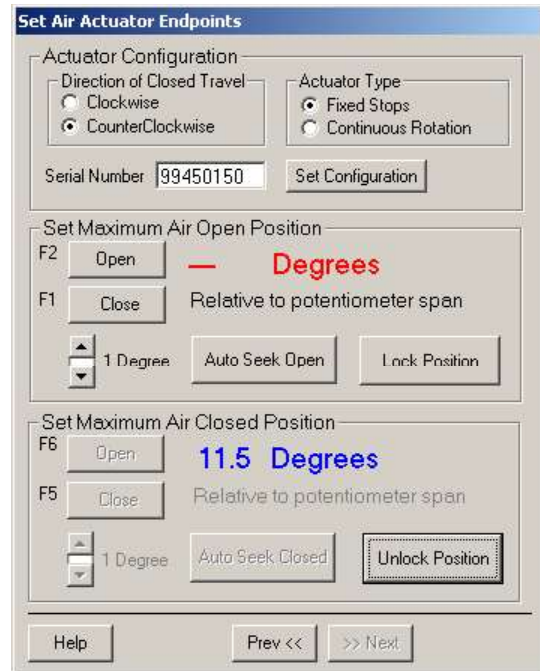 Set Air Actuator Endpoints
Actuator Configuration
Direction of Closed Travel
Clockwise
CounterClockwise
Actuator Type
Fixed Stops
Continuous Rotation
Serial Number 99450150 Set Configuration
Set Maximum Air Open Position
F2 Open — Degrees
F1 Close Relative to potentiometer span
1 Degree Auto Seek Open Lock Position
Set Maximum Air Closed Position
F6 Open 11.5 Degrees
F5 Close Relative to potentiometer span
1 Degree Auto Seek Closed Unlock Position
Help Prev << >> Next